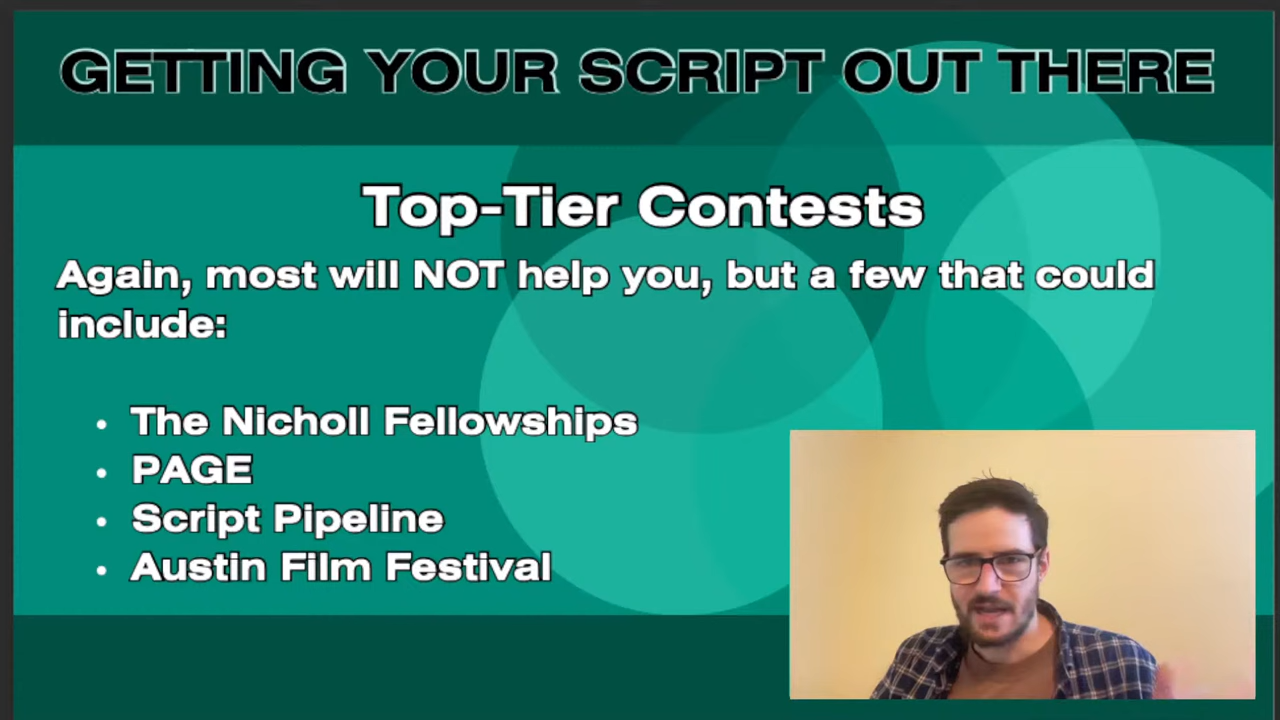 GETTING YOUR SCRIPT OUT THERE
Top-Tier Contests
Again, most will NOT help you, but a few that could
include:
• The Nicholl Fellowships
• PAGE
• Script Pipeline
• Austin Film Festival